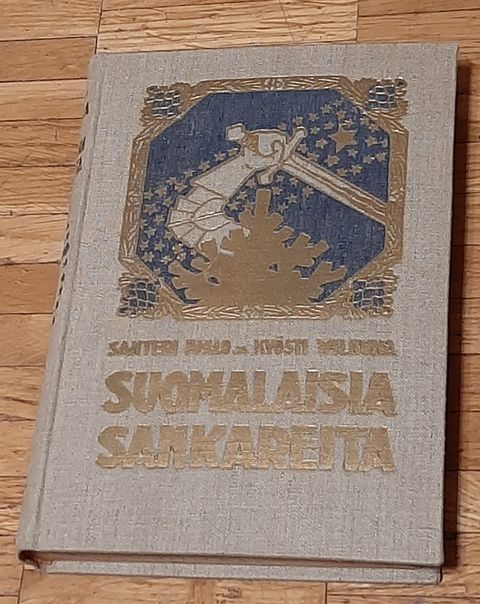 SANTERI IVALO JA KYÖSTI WILKUNA
SUOMALAISIA
SANKAREITA